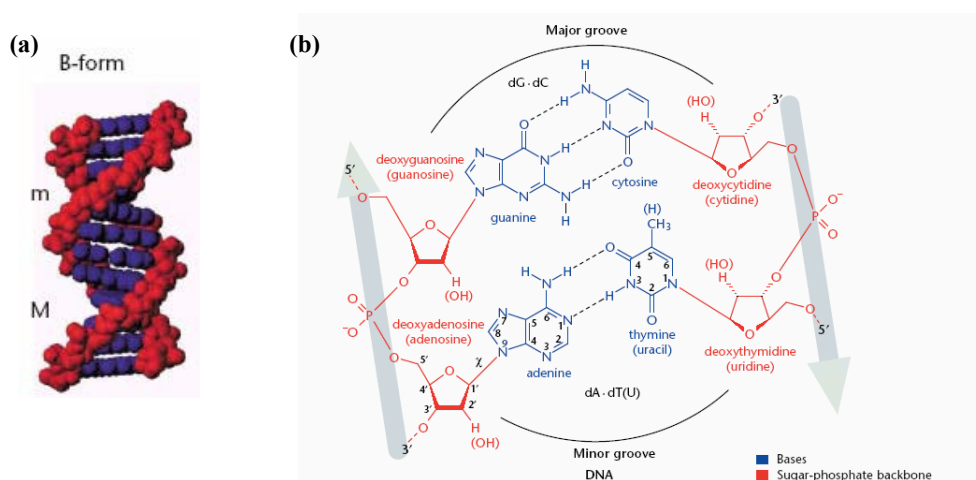 (a)
B-form
m
M
(b)
Major groove
dG·dC
H
H
N
H
O
N
N
N
H
N
O
N
N
N
H
H
cytosine
guanine
deoxyguanosine
(guanosine)
5′
O
O
H
(OH)
O
(HO)
H
O
3′
O
O
deoxycytidine
(cytidine)
O
P
O⁻
O
O
P
⁻O
O
O
deoxyadenosine
(adenosine)
(H)
CH₃
O
4
5
6
H
N
3
N
1
2
O
thymine
(uracil)
N
H
H
6
N
7
5
N
1
8
N
9
4
N
3
2
adenine
χ
5′
O
4′
1′
3′
2′
O
H
(OH)
3′
(HO)
H
O
O
O
5′
deoxythymidine
(uridine)
dA·dT(U)
Minor groove
DNA
Bases
Sugar-phosphate backbone